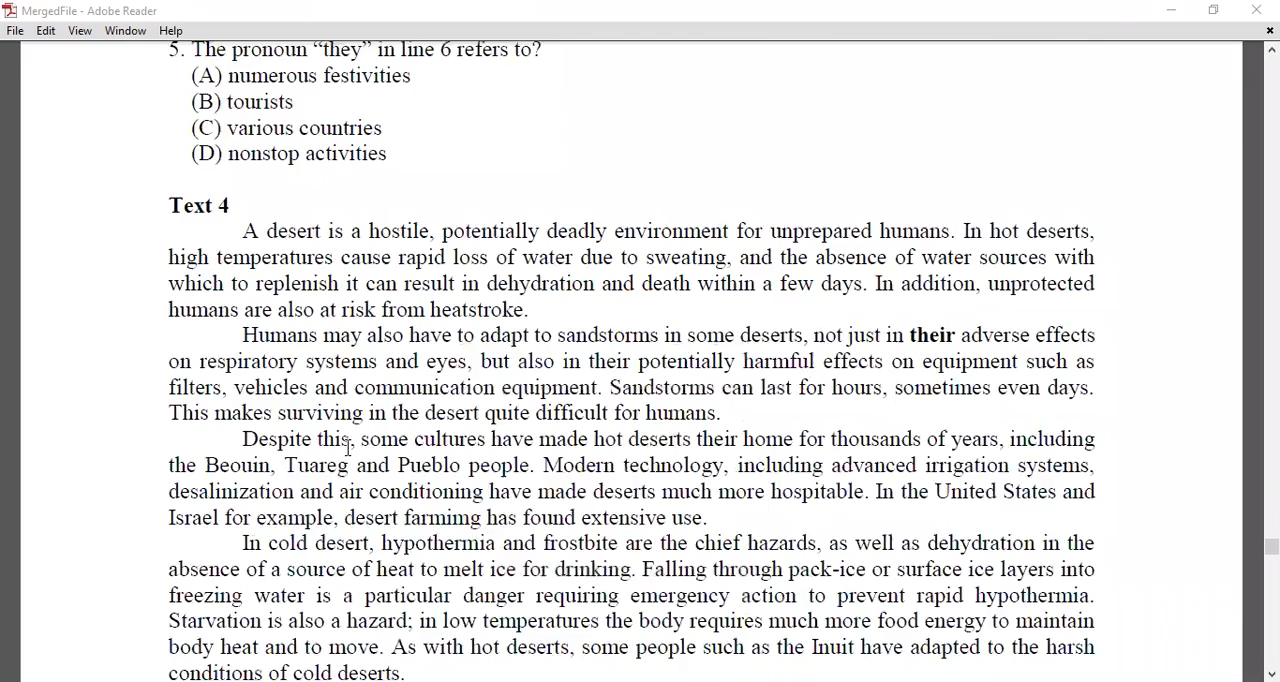 MergedFile - Adobe Reader
File Edit View Window Help
5. The pronoun “they” in line 6 refers to?
(A) numerous festivities
(B) tourists
(C) various countries
(D) nonstop activities
Text 4
A desert is a hostile, potentially deadly environment for unprepared humans. In hot deserts,
high temperatures cause rapid loss of water due to sweating, and the absence of water sources with
which to replenish it can result in dehydration and death within a few days. In addition, unprotected
humans are also at risk from heatstroke.
Humans may also have to adapt to sandstorms in some deserts, not just in their adverse effects
on respiratory systems and eyes, but also in their potentially harmful effects on equipment such as
filters, vehicles and communication equipment. Sandstorms can last for hours, sometimes even days.
This makes surviving in the desert quite difficult for humans.
Despite this, some cultures have made hot deserts their home for thousands of years, including
the Beouin, Tuareg and Pueblo people. Modern technology, including advanced irrigation systems,
desalinization and air conditioning have made deserts much more hospitable. In the United States and
Israel for example, desert farmimg has found extensive use.
In cold desert, hypothermia and frostbite are the chief hazards, as well as dehydration in the
absence of a source of heat to melt ice for drinking. Falling through pack-ice or surface ice layers into
freezing water is a particular danger requiring emergency action to prevent rapid hypothermia.
Starvation is also a hazard; in low temperatures the body requires much more food energy to maintain
body heat and to move. As with hot deserts, some people such as the Inuit have adapted to the harsh
conditions of cold deserts.